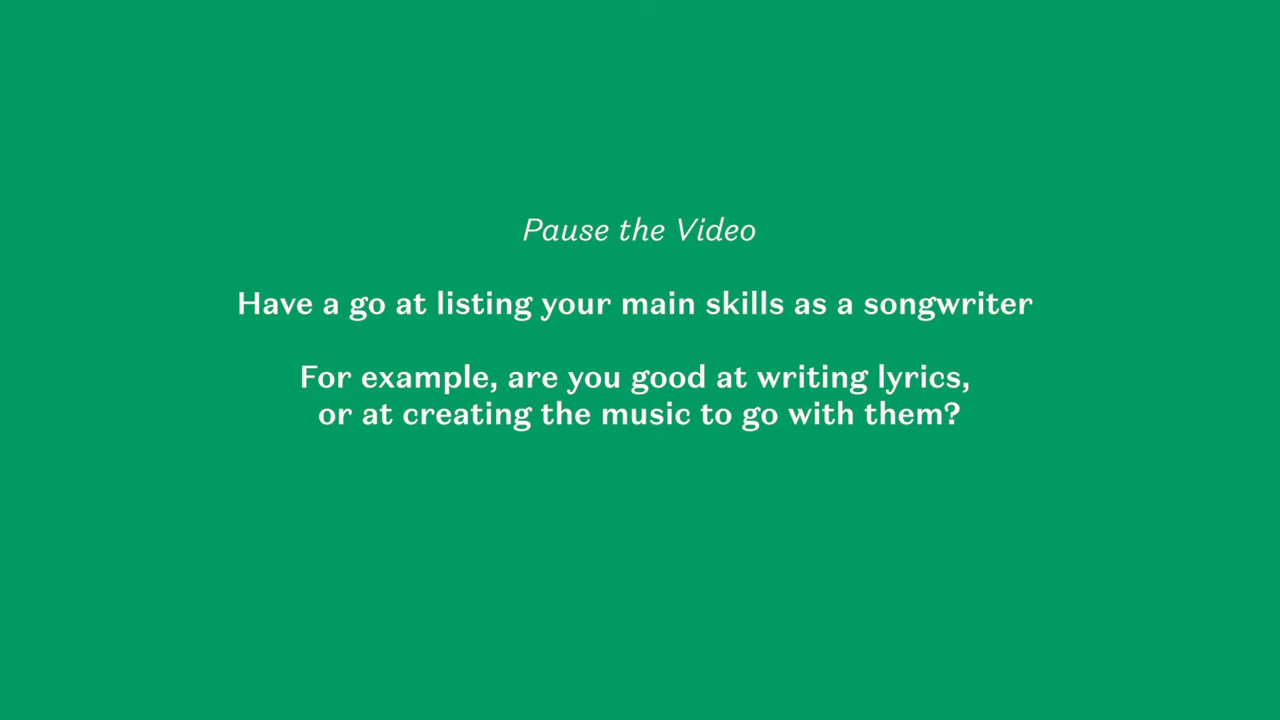 Pause the Video
Have a go at listing your main skills as a songwriter
For example, are you good at writing lyrics,
or at creating the music to go with them?